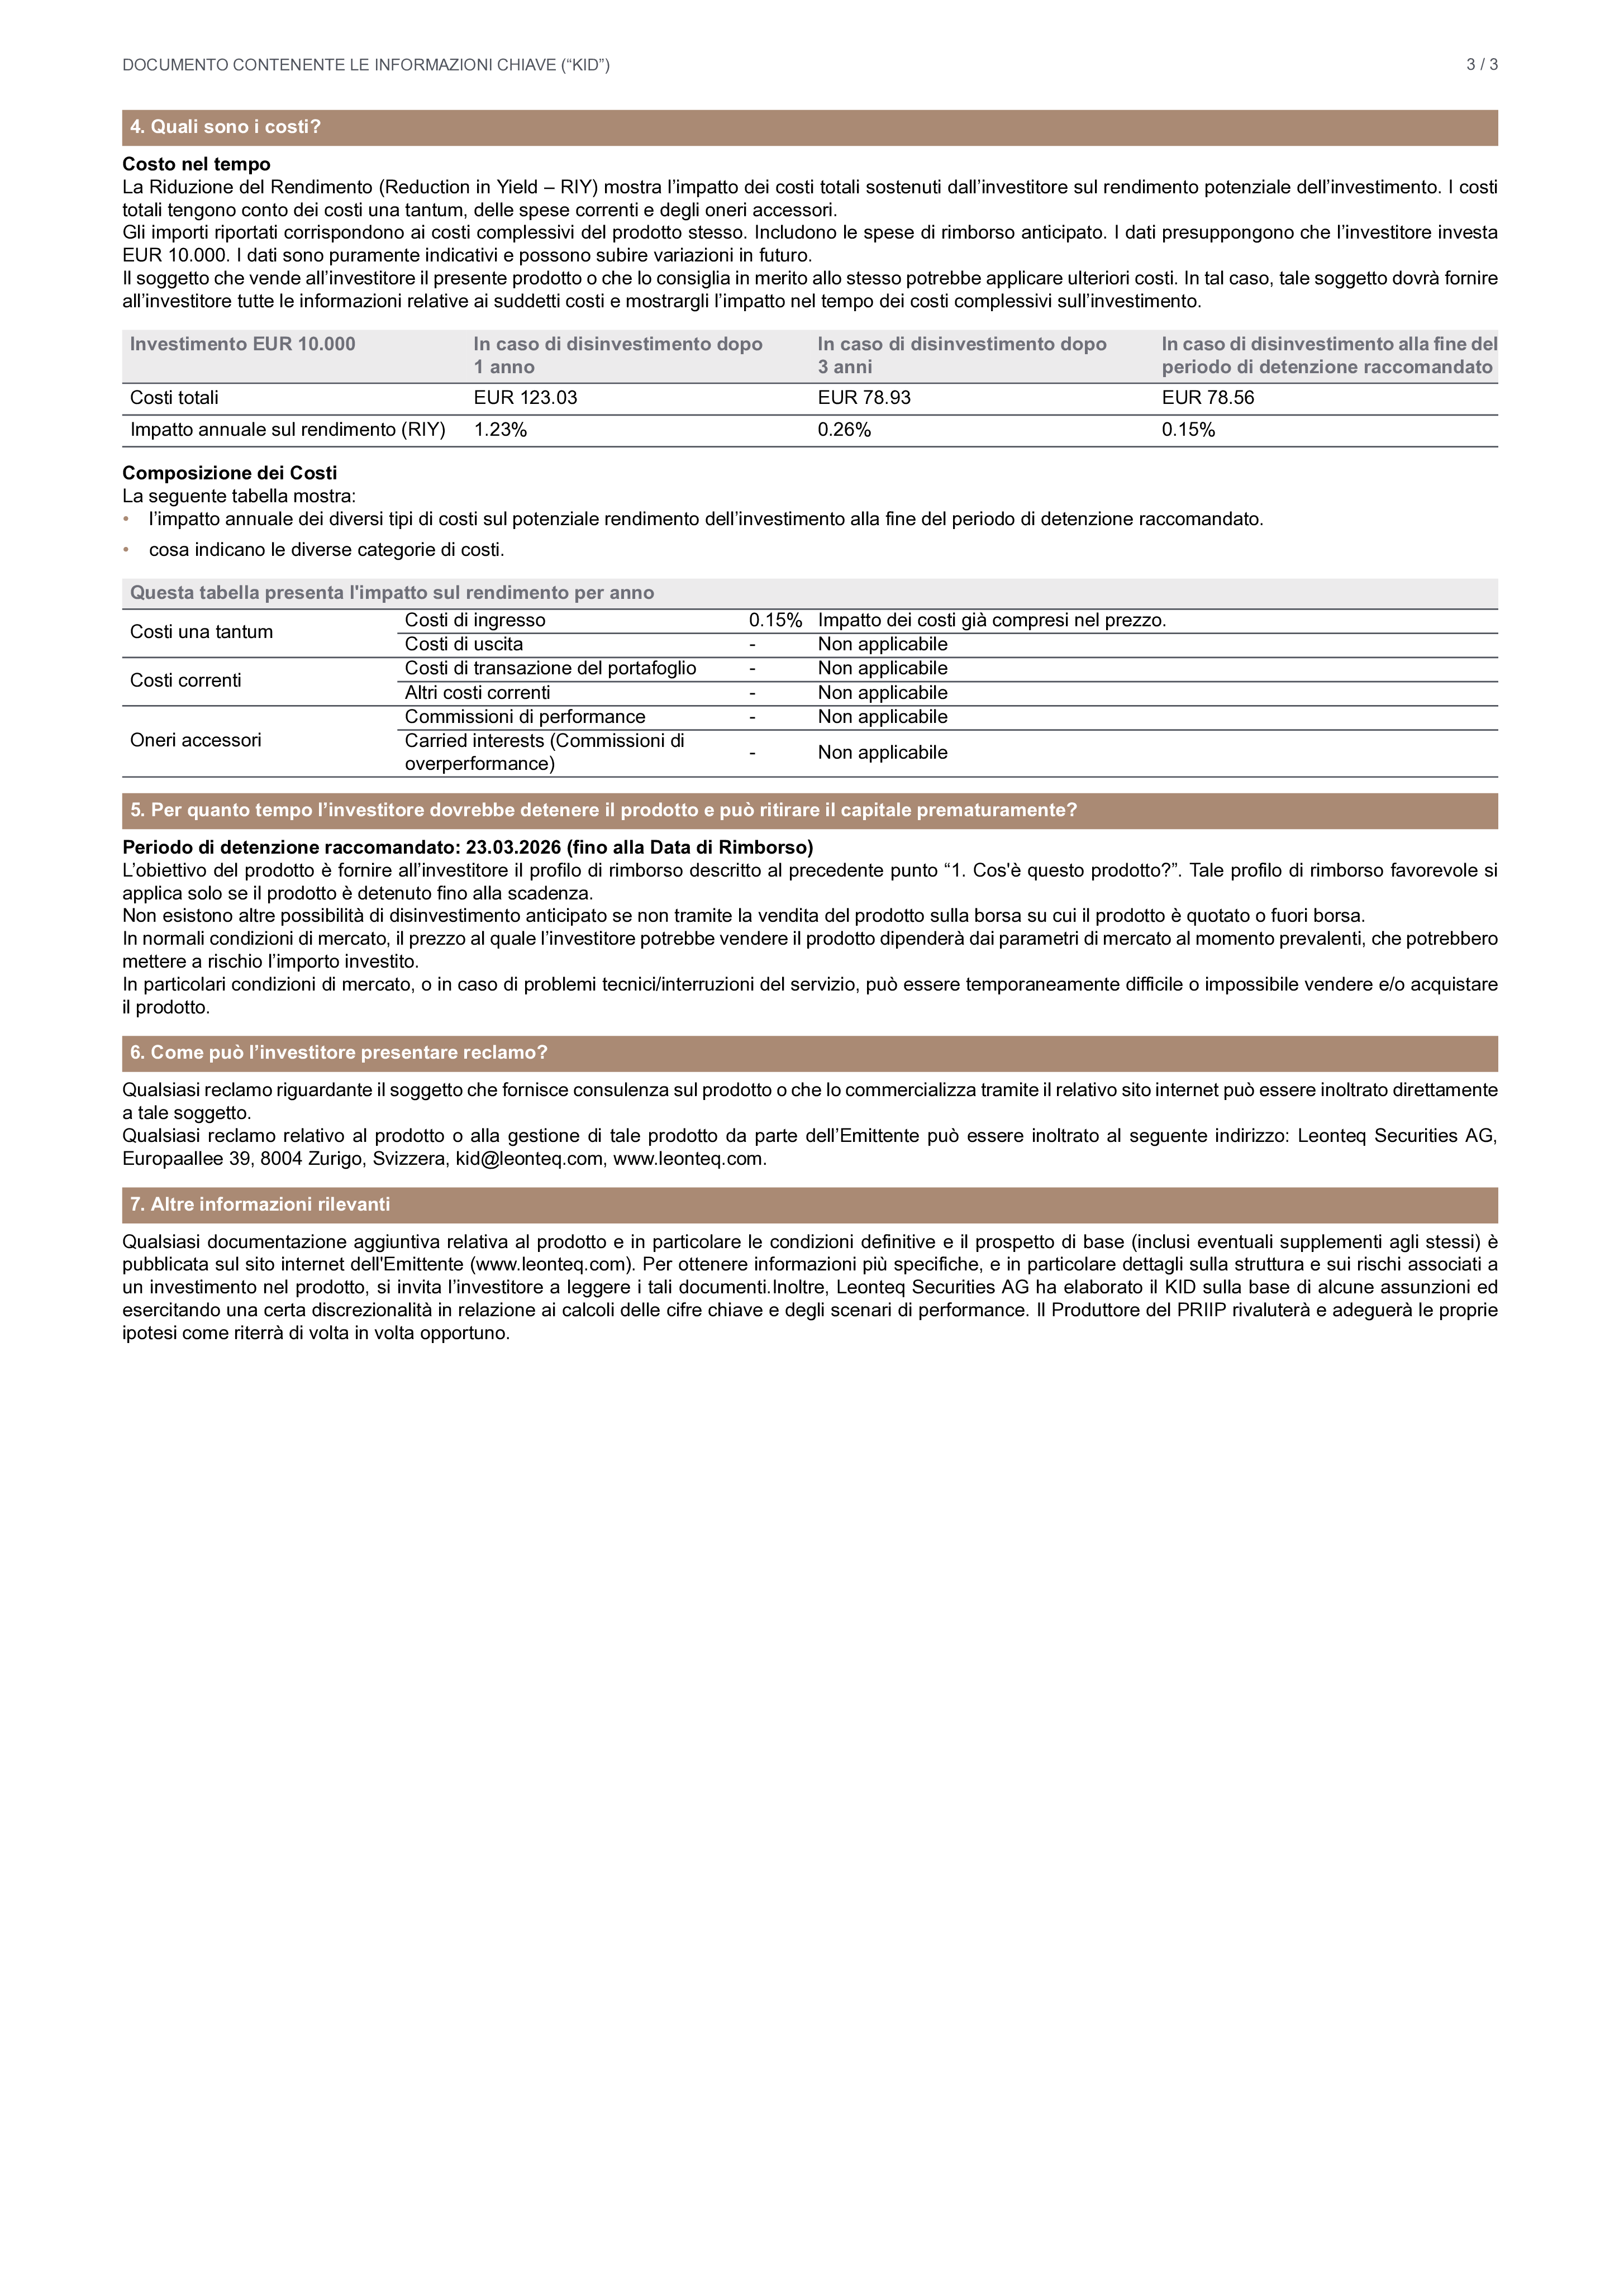 DOCUMENTO CONTENENTE LE INFORMAZIONI CHIAVE (“KID”) 3 / 3
4. Quali sono i costi?
Costo nel tempo
La Riduzione del Rendimento (Reduction in Yield – RIY) mostra l’impatto dei costi totali sostenuti dall’investitore sul rendimento potenziale dell’investimento. I costi
totali tengono conto dei costi una tantum, delle spese correnti e degli oneri accessori.
Gli importi riportati corrispondono ai costi complessivi del prodotto stesso. Includono le spese di rimborso anticipato. I dati presuppongono che l’investitore investa
EUR 10.000. I dati sono puramente indicativi e possono subire variazioni in futuro.
Il soggetto che vende all’investitore il presente prodotto o che lo consiglia in merito allo stesso potrebbe applicare ulteriori costi. In tal caso, tale soggetto dovrà fornire
all’investitore tutte le informazioni relative ai suddetti costi e mostrargli l’impatto nel tempo dei costi complessivi sull’investimento.
Investimento EUR 10.000 In caso di disinvestimento dopo In caso di disinvestimento dopo In caso di disinvestimento alla fine del
1 anno 3 anni periodo di detenzione raccomandato
Costi totali EUR 123.03 EUR 78.93 EUR 78.56
Impatto annuale sul rendimento (RIY) 1.23% 0.26% 0.15%
Composizione dei Costi
La seguente tabella mostra:
• l’impatto annuale dei diversi tipi di costi sul potenziale rendimento dell’investimento alla fine del periodo di detenzione raccomandato.
• cosa indicano le diverse categorie di costi.
Questa tabella presenta l'impatto sul rendimento per anno
Costi una tantum
Costi di ingresso 0.15% Impatto dei costi già compresi nel prezzo.
Costi di uscita - Non applicabile
Costi correnti
Costi di transazione del portafoglio - Non applicabile
Altri costi correnti - Non applicabile
Oneri accessori
Commissioni di performance - Non applicabile
Carried interests (Commissioni di
overperformance) - Non applicabile
5. Per quanto tempo l’investitore dovrebbe detenere il prodotto e può ritirare il capitale prematuramente?
Periodo di detenzione raccomandato: 23.03.2026 (fino alla Data di Rimborso)
L’obiettivo del prodotto è fornire all’investitore il profilo di rimborso descritto al precedente punto “1. Cos'è questo prodotto?”. Tale profilo di rimborso favorevole si
applica solo se il prodotto è detenuto fino alla scadenza.
Non esistono altre possibilità di disinvestimento anticipato se non tramite la vendita del prodotto sulla borsa su cui il prodotto è quotato o fuori borsa.
In normali condizioni di mercato, il prezzo al quale l’investitore potrebbe vendere il prodotto dipenderà dai parametri di mercato al momento prevalenti, che potrebbero
mettere a rischio l’importo investito.
In particolari condizioni di mercato, o in caso di problemi tecnici/interruzioni del servizio, può essere temporaneamente difficile o impossibile vendere e/o acquistare
il prodotto.
6. Come può l’investitore presentare reclamo?
Qualsiasi reclamo riguardante il soggetto che fornisce consulenza sul prodotto o che lo commercializza tramite il relativo sito internet può essere inoltrato direttamente
a tale soggetto.
Qualsiasi reclamo relativo al prodotto o alla gestione di tale prodotto da parte dell’Emittente può essere inoltrato al seguente indirizzo: Leonteq Securities AG,
Europaallee 39, 8004 Zurigo, Svizzera, kid@leonteq.com, www.leonteq.com.
7. Altre informazioni rilevanti
Qualsiasi documentazione aggiuntiva relativa al prodotto e in particolare le condizioni definitive e il prospetto di base (inclusi eventuali supplementi agli stessi) è
pubblicata sul sito internet dell'Emittente (www.leonteq.com). Per ottenere informazioni più specifiche, e in particolare dettagli sulla struttura e sui rischi associati a
un investimento nel prodotto, si invita l’investitore a leggere i tali documenti.Inoltre, Leonteq Securities AG ha elaborato il KID sulla base di alcune assunzioni ed
esercitando una certa discrezionalità in relazione ai calcoli delle cifre chiave e degli scenari di performance. Il Produttore del PRIIP rivaluterà e adeguerà le proprie
ipotesi come riterrà di volta in volta opportuno.